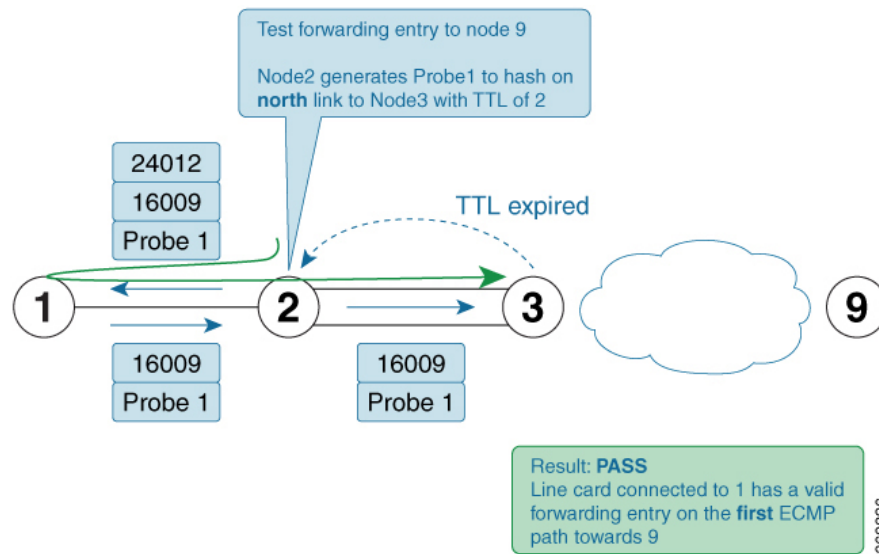 Test forwarding entry to node 9
Node2 generates Probe1 to hash on
north link to Node3 with TTL of 2
24012
16009
Probe 1
TTL expired
1
2
3
9
16009
Probe 1
16009
Probe 1
Result: PASS
Line card connected to 1 has a valid
forwarding entry on the first ECMP
path towards 9